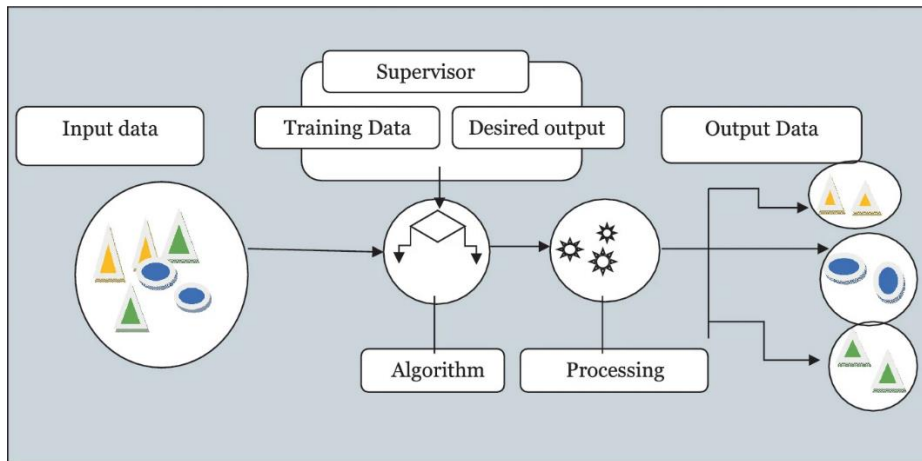 Supervisor
Input data
Training Data
Desired output
Output Data
Algorithm
Processing